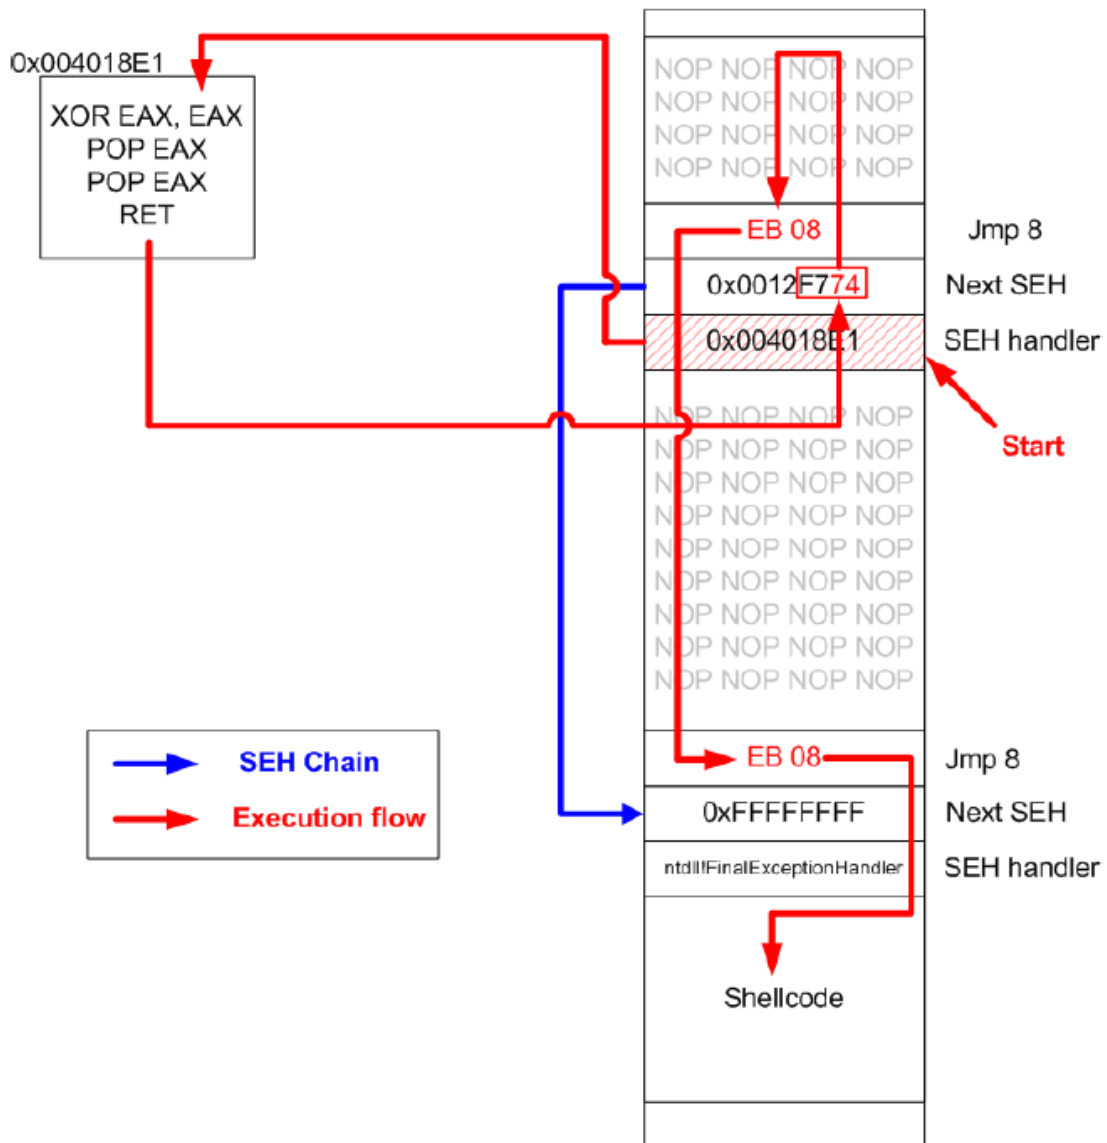 0x004018E1
XOR EAX, EAX
POP EAX
POP EAX
RET
NOP NOP NOP NOP
NOP NOP NOP NOP
NOP NOP NOP NOP
NOP NOP NOP NOP
EB 08
Jmp 8
0x0012F774
Next SEH
0x004018E1
SEH handler
Start
NOP NOP NOP NOP
NOP NOP NOP NOP
NOP NOP NOP NOP
NOP NOP NOP NOP
NOP NOP NOP NOP
NOP NOP NOP NOP
NOP NOP NOP NOP
NOP NOP NOP NOP
NOP NOP NOP NOP
EB 08
Jmp 8
0xFFFFFFFF
Next SEH
ntdll!FinalExceptionHandler
SEH handler
Shellcode
SEH Chain
Execution flow